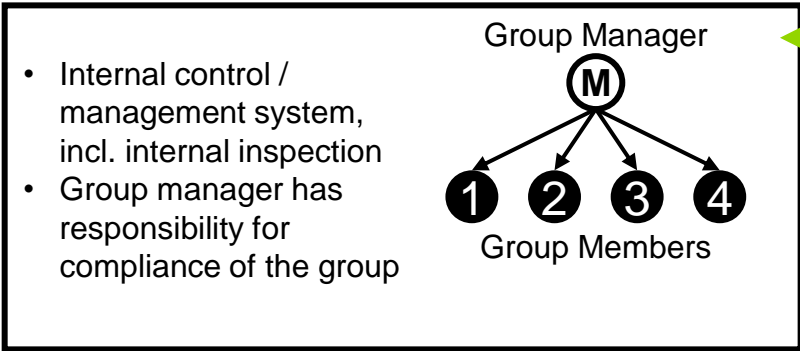 • Internal control /
management system,
incl. internal inspection
• Group manager has
responsibility for
compliance of the group
Group Manager
M
1 2 3 4
Group Members